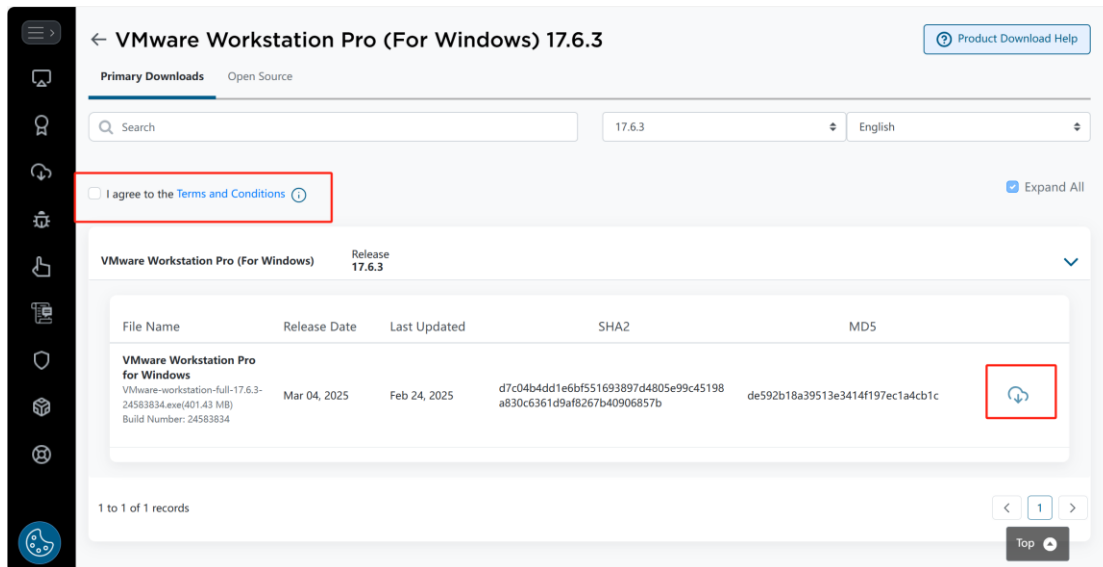 ← VMware Workstation Pro (For Windows) 17.6.3
Product Download Help
Primary Downloads
Open Source
Search
17.6.3
English
I agree to the Terms and Conditions
Expand All
VMware Workstation Pro (For Windows)
Release
17.6.3
File Name
Release Date
Last Updated
SHA2
MD5
VMware Workstation Pro
for Windows
VMware-workstation-full-17.6.3-
24583834.exe(401.43 MB)
Build Number: 24583834
Mar 04, 2025
Feb 24, 2025
d7c04b4dd1e6bf551693897d4805e99c45198
a830c6361d9af8267b40906857b
de592b18a39513e3414f197ec1a4cb1c
1 to 1 of 1 records
1
Top